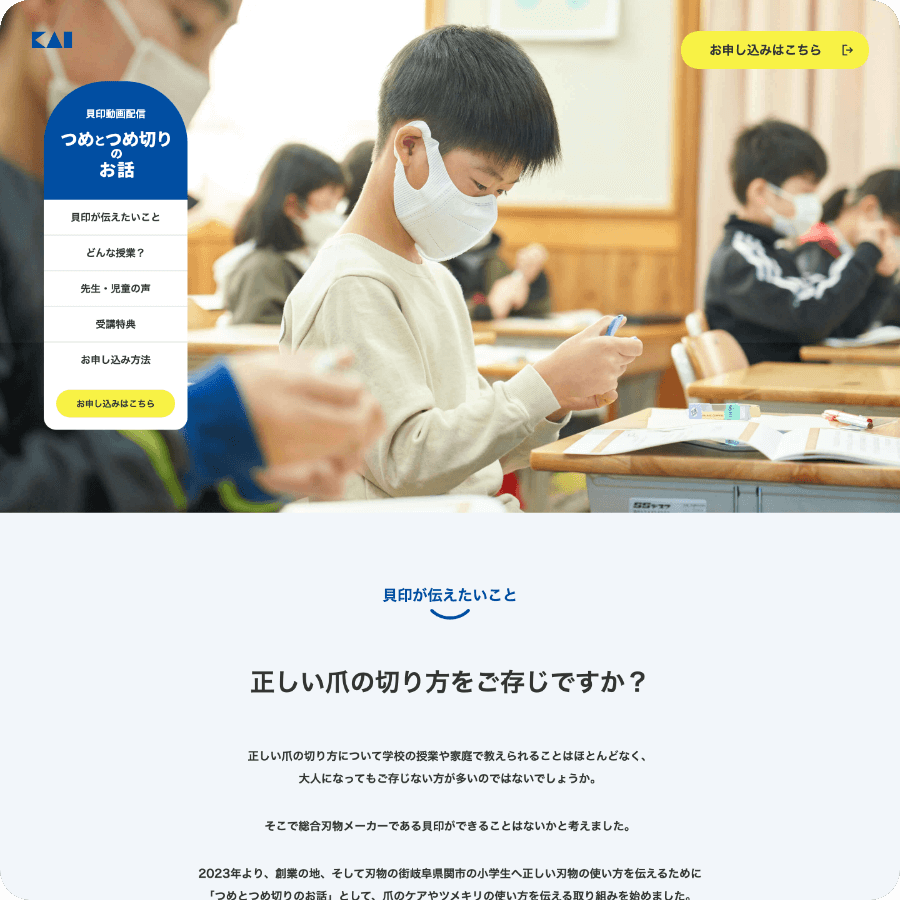 KAI
お申し込みはこちら
貝印動画配信
つめとつめ切り
の
お話
貝印が伝えたいこと
どんな授業？
先生・児童の声
受講特典
お申し込み方法
お申し込みはこちら
貝印が伝えたいこと
正しい爪の切り方をご存じですか？
正しい爪の切り方について学校の授業や家庭で教えられることはほとんどなく、
大人になってもご存じない方が多いのではないでしょうか。
そこで総合刃物メーカーである貝印ができることはないかと考えました。
2023年より、創業の地、そして刃物の街岐阜県関市の小学生へ正しい刃物の使い方を伝えるために
「つめとつめ切りのお話」として、爪のケアやツメキリの使い方を伝える取り組みを始めました。